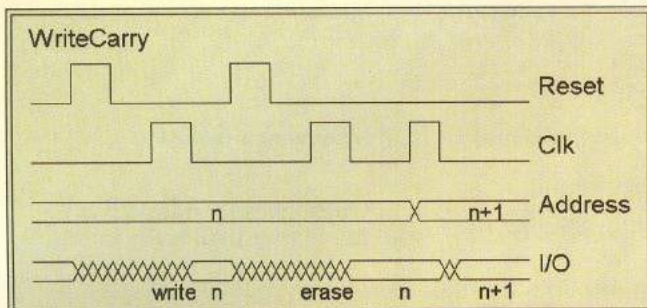 WriteCarry
Reset
Clk
n n+1 Address
write n erase n n+1 I/O